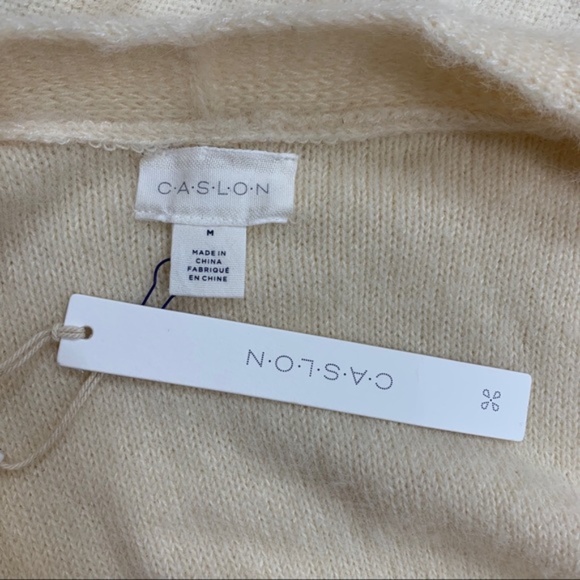 C·A·S·L·O·N
M
MADE IN
CHINA
FABRIQUÉ
EN CHINE
C·A·S·L·O·N